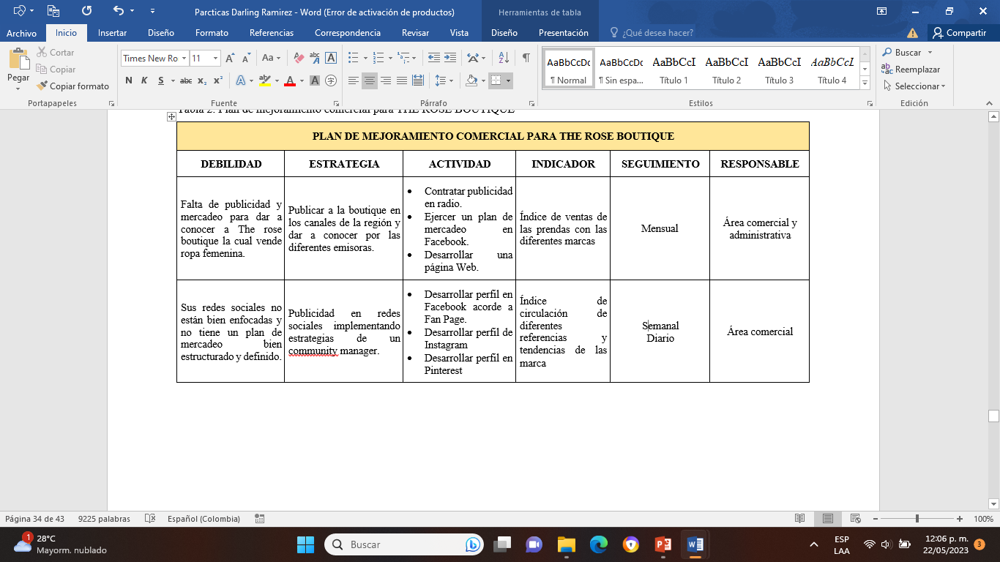 Parcticas Darling Ramirez - Word (Error de activación de productos)
Herramientas de tabla
Archivo Inicio Insertar Diseño Formato Referencias Correspondencia Revisar Vista Diseño Presentación ¿Qué desea hacer? Compartir
Pegar
Cortar
Copiar
Copiar formato
Portapapeles
Times New Ro 11
N K S abc x₂ x²
Fuente
Párrafo
AaBbCcDc AaBbCcDc AaBbCcI AaBbCcI AaBbCcI AaBbCcI
¶ Normal ¶ Sin espa... Título 1 Título 2 Título 3 Título 4
Estilos
Buscar
Reemplazar
Seleccionar
Edición
Tabla 2. Plan de mejoramiento comercial para THE ROSE BOUTIQUE
PLAN DE MEJORAMIENTO COMERCIAL PARA THE ROSE BOUTIQUE
DEBILIDAD ESTRATEGIA ACTIVIDAD INDICADOR SEGUIMIENTO RESPONSABLE
Falta de publicidad y
mercadeo para dar a
conocer a The rose
boutique la cual vende
ropa femenina.
Publicar a la boutique en
los canales de la región y
dar a conocer por las
diferentes emisoras.
• Contratar publicidad
en radio.
• Ejercer un plan de
mercadeo en
Facebook.
• Desarrollar una
página Web.
Índice de ventas de
las prendas con las
diferentes marcas
Mensual
Área comercial y
administrativa
Sus redes sociales no
están bien enfocadas y
no tiene un plan de
mercadeo bien
estructurado y definido.
Publicidad en redes
sociales implementando
estrategias de un
community manager.
• Desarrollar perfil en
Facebook acorde a
Fan Page.
• Desarrollar perfil de
Instagram
• Desarrollar perfil en
Pinterest
Índice de
circulación de
diferentes
referencias y
tendencias de las
marca
Semanal
Diario
Área comercial
Página 34 de 43 9225 palabras Español (Colombia) 100%
1
28°C
Mayorm. nublado
Buscar
ESP
LAA
12:06 p. m.
22/05/2023
3